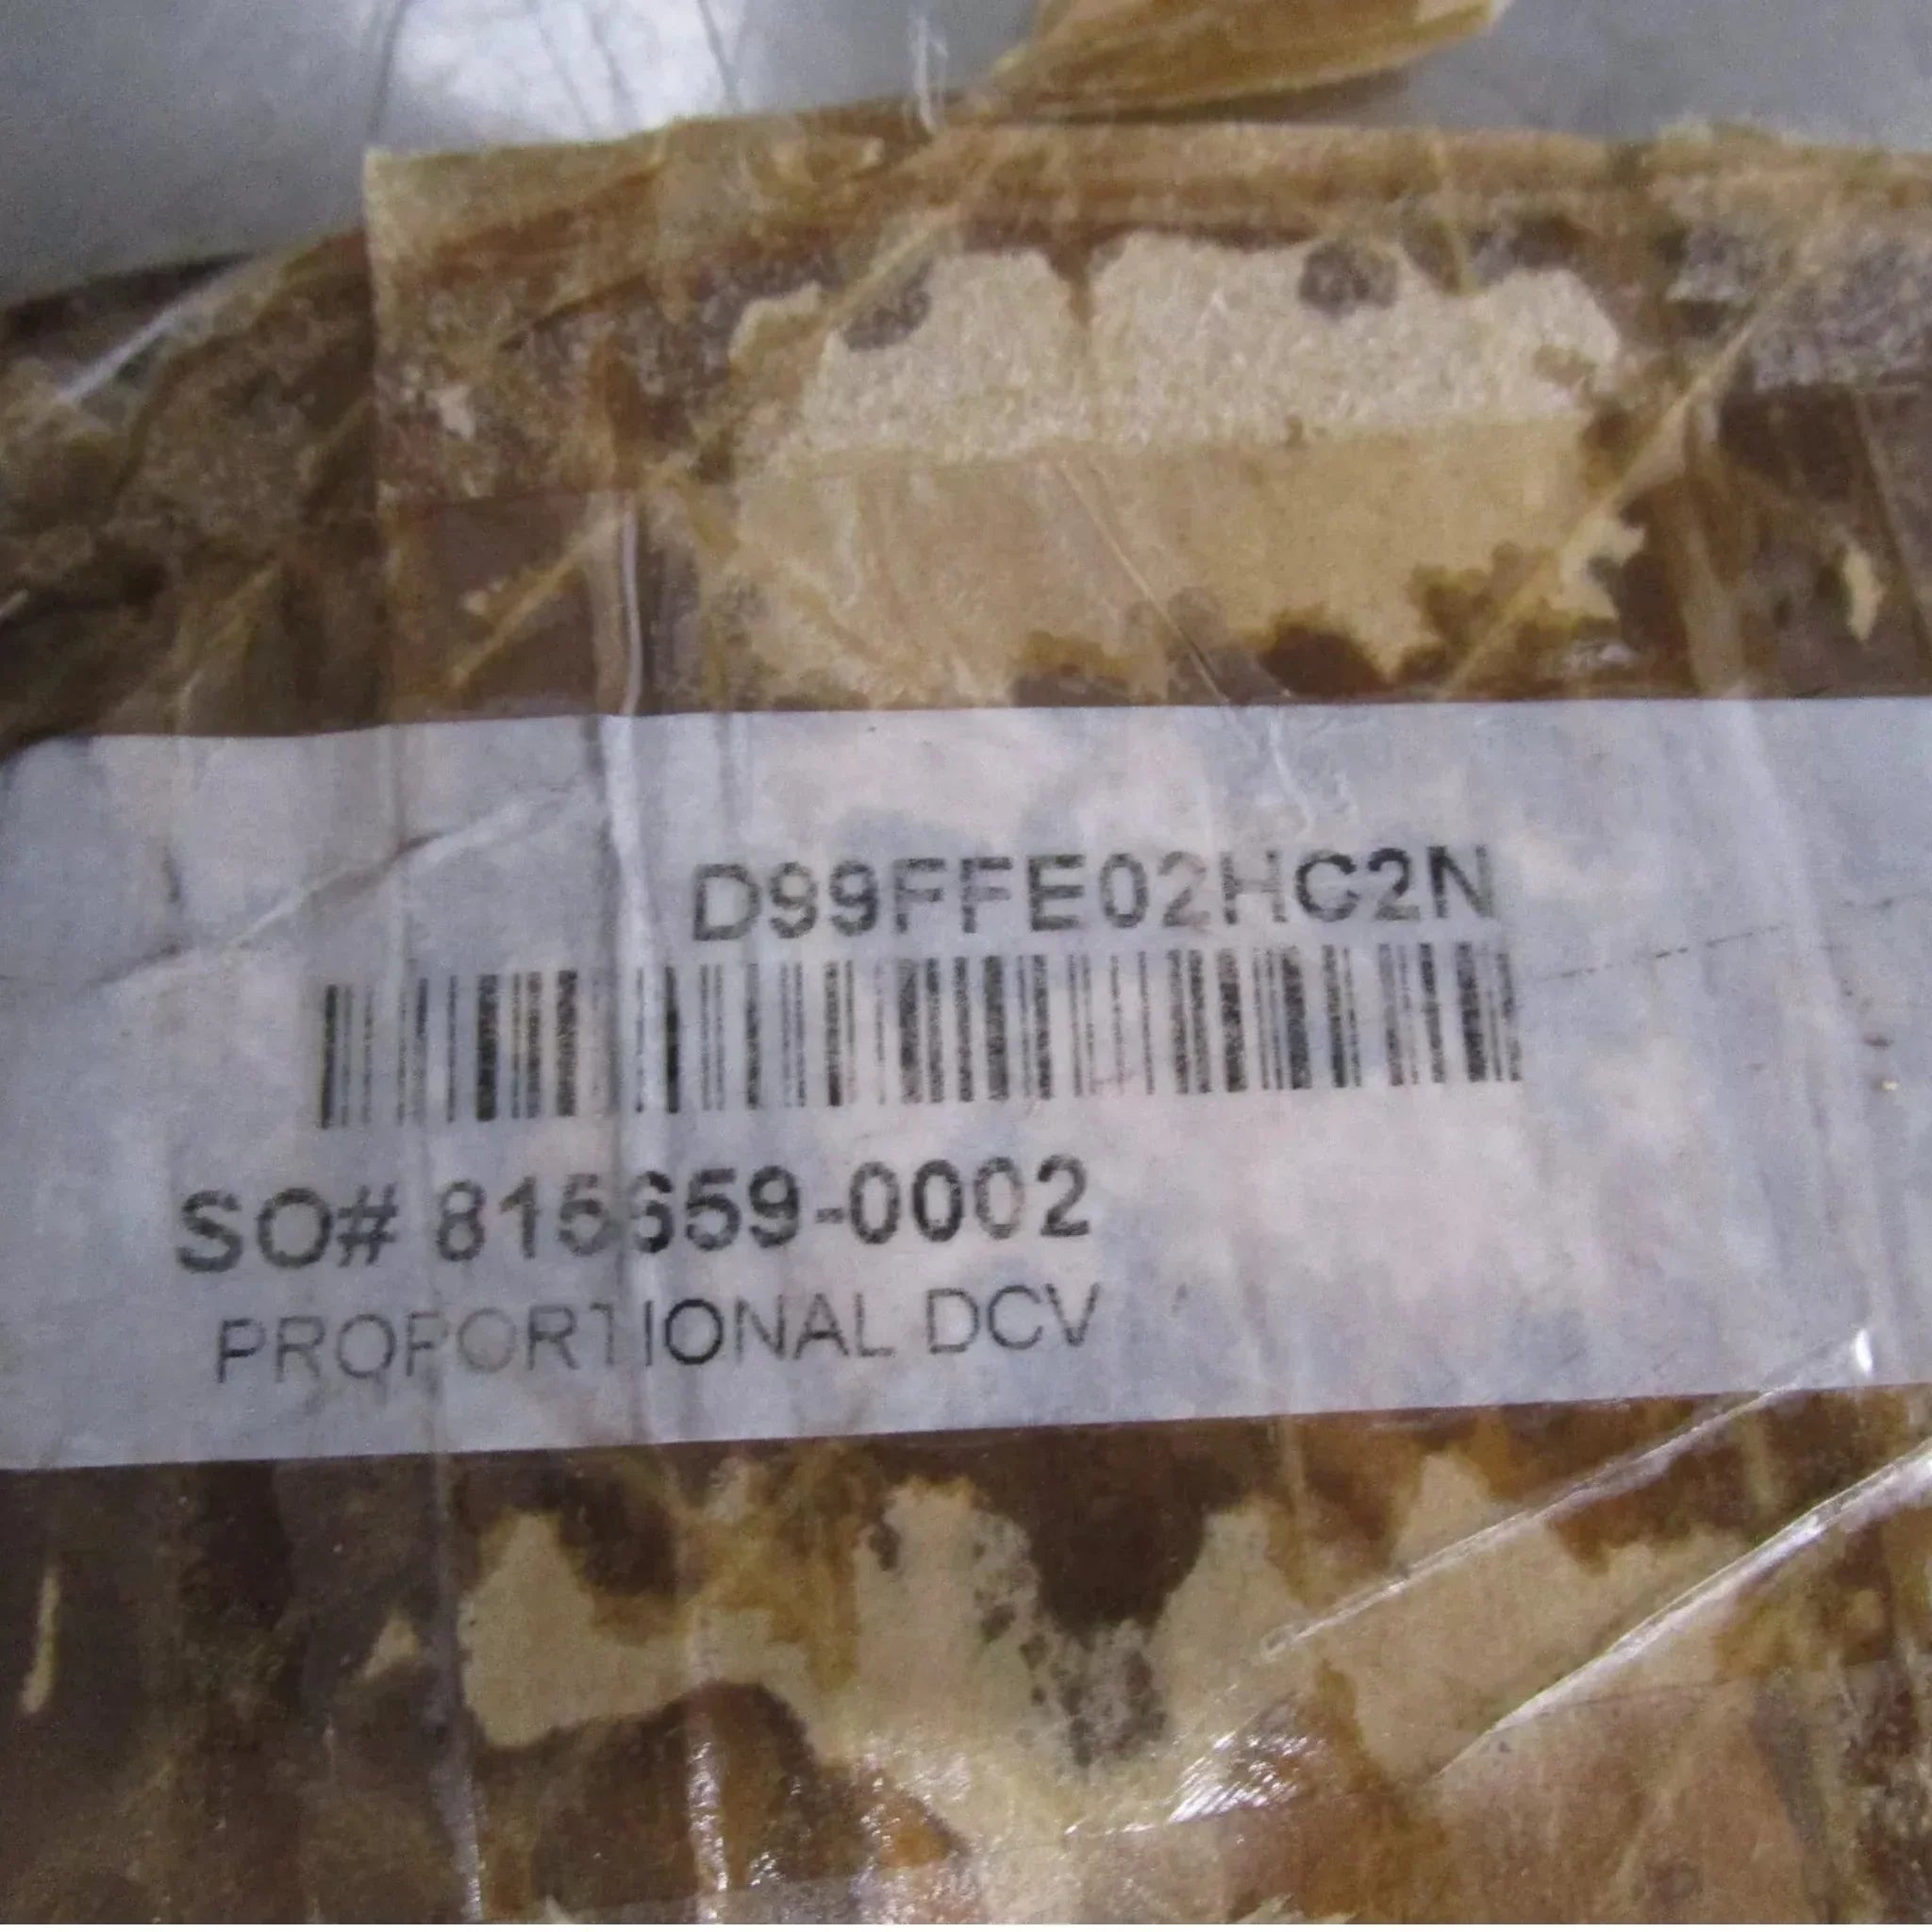 D99FFE02HC2N
SO# 815659-0002
PROPORTIONAL DCV